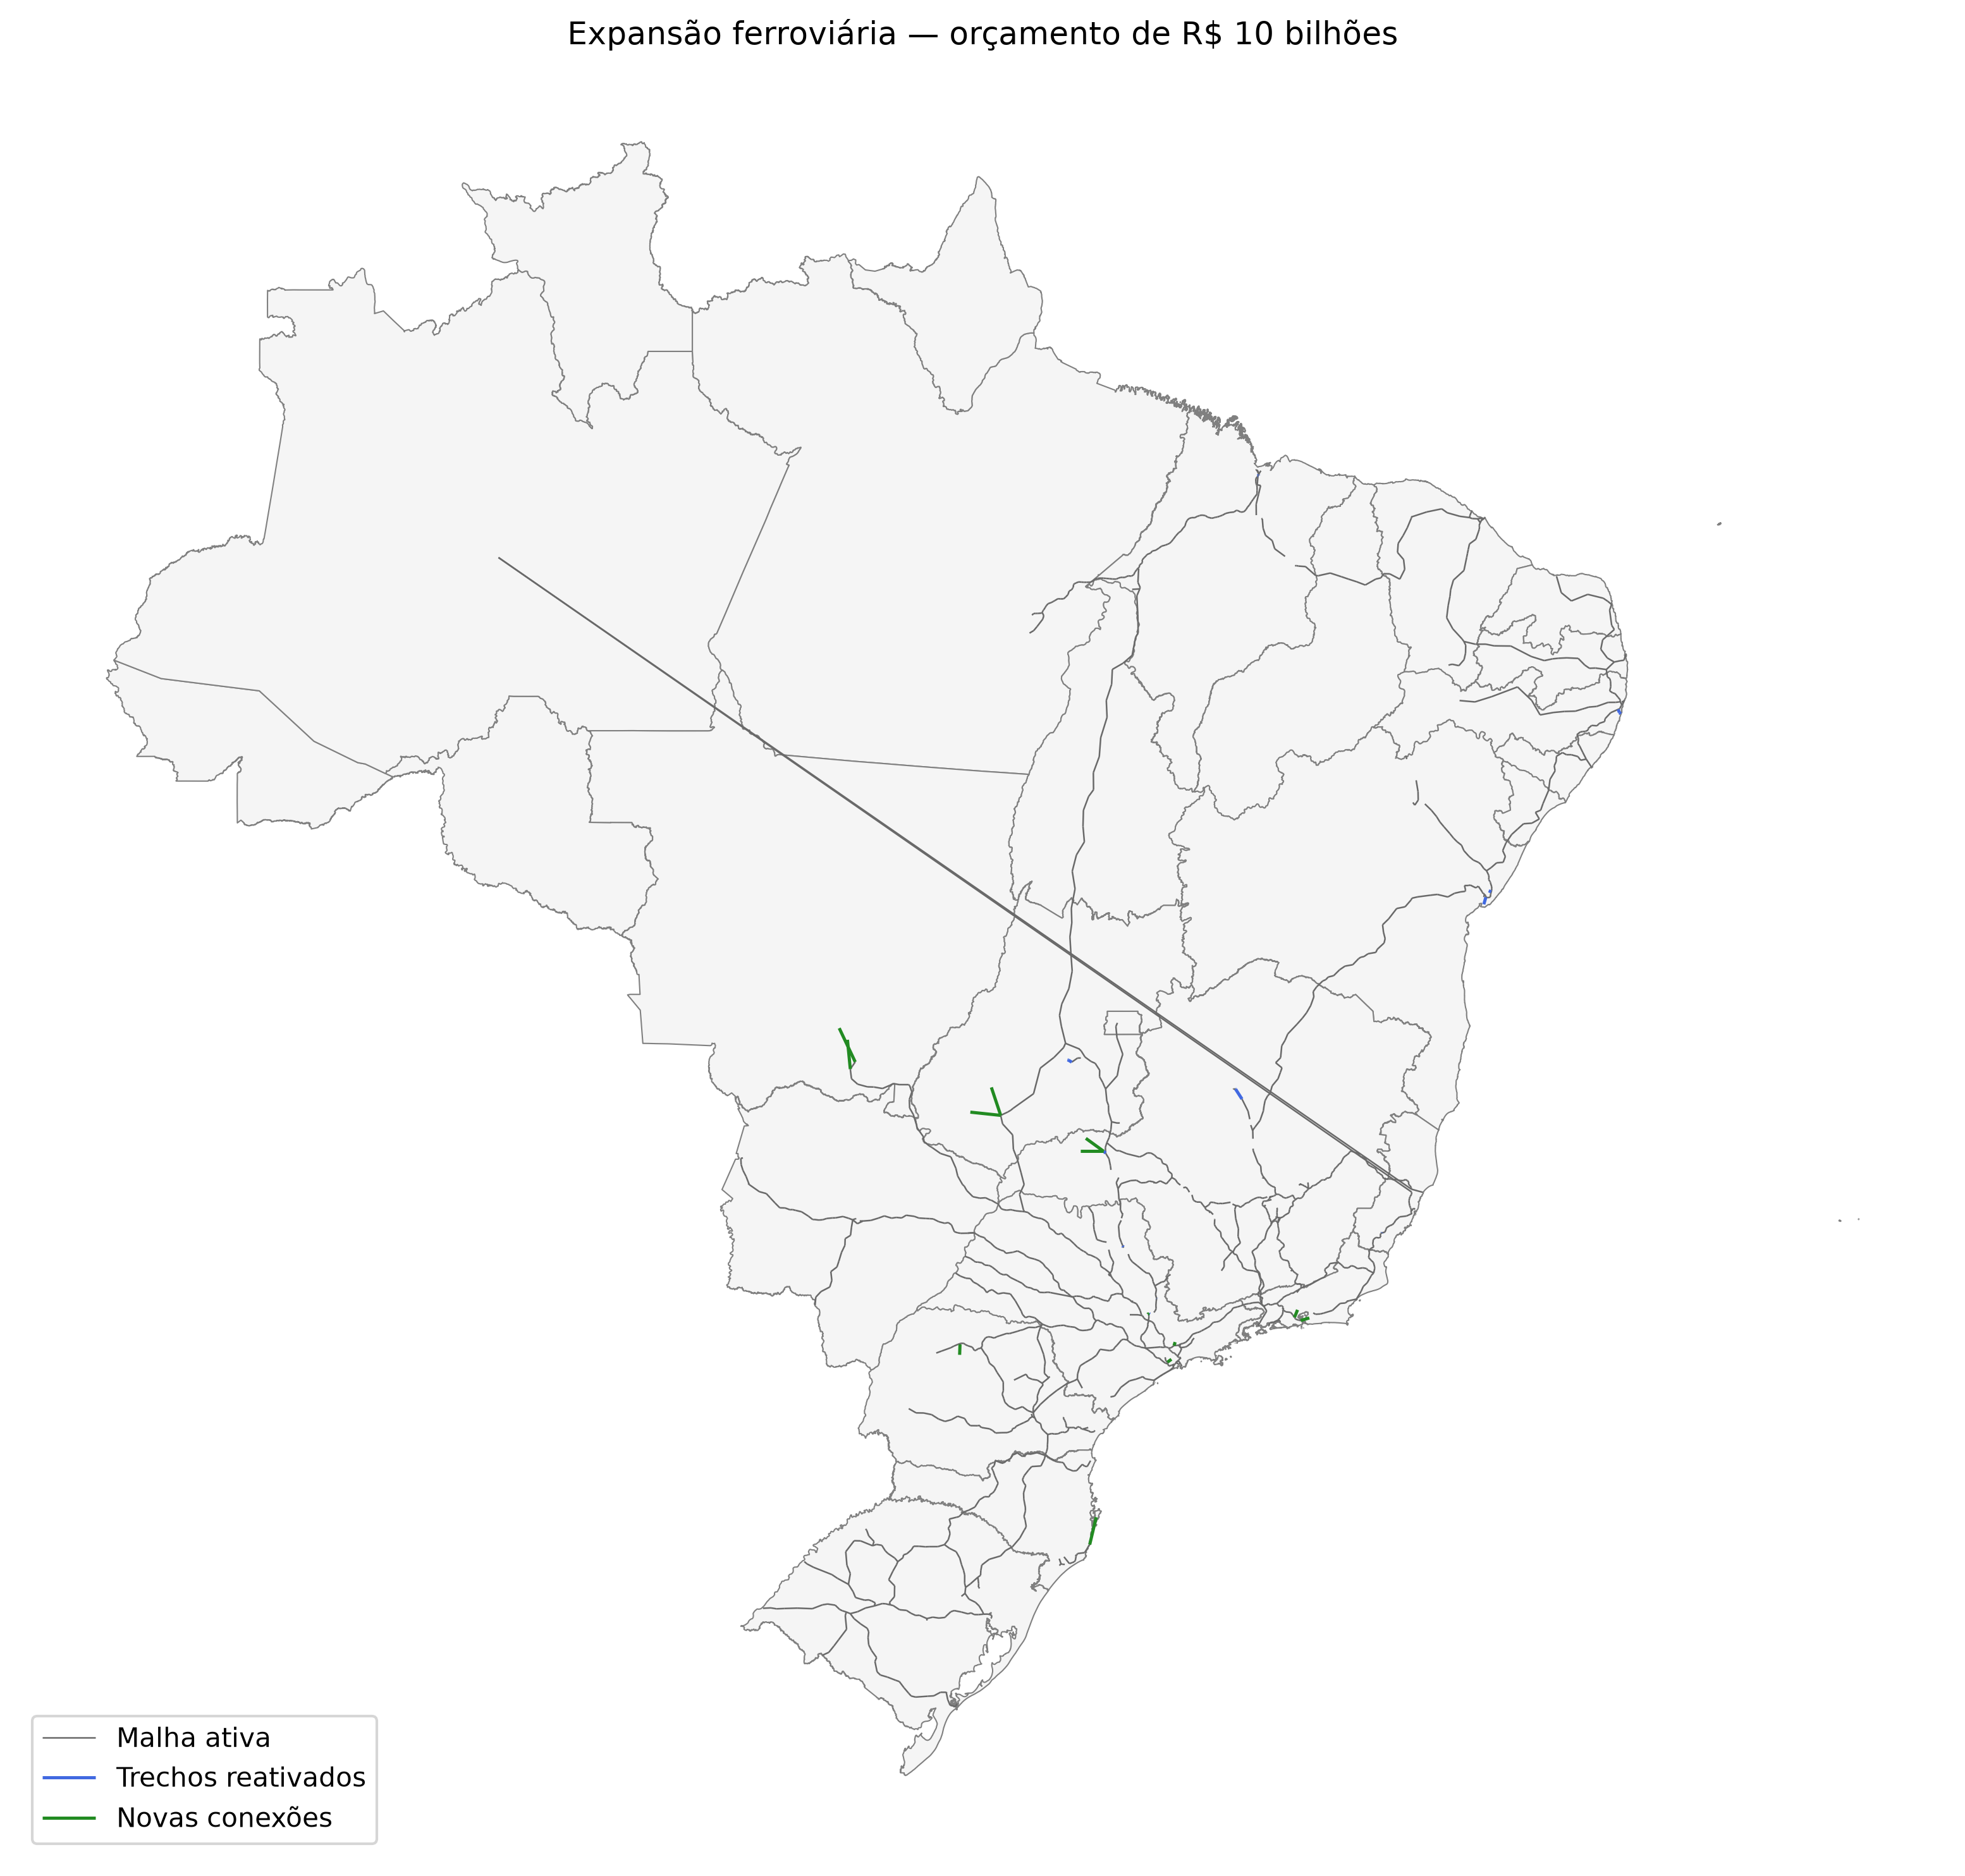 Expansão ferroviária — orçamento de R$ 10 bilhões
Malha ativa
Trechos reativados
Novas conexões